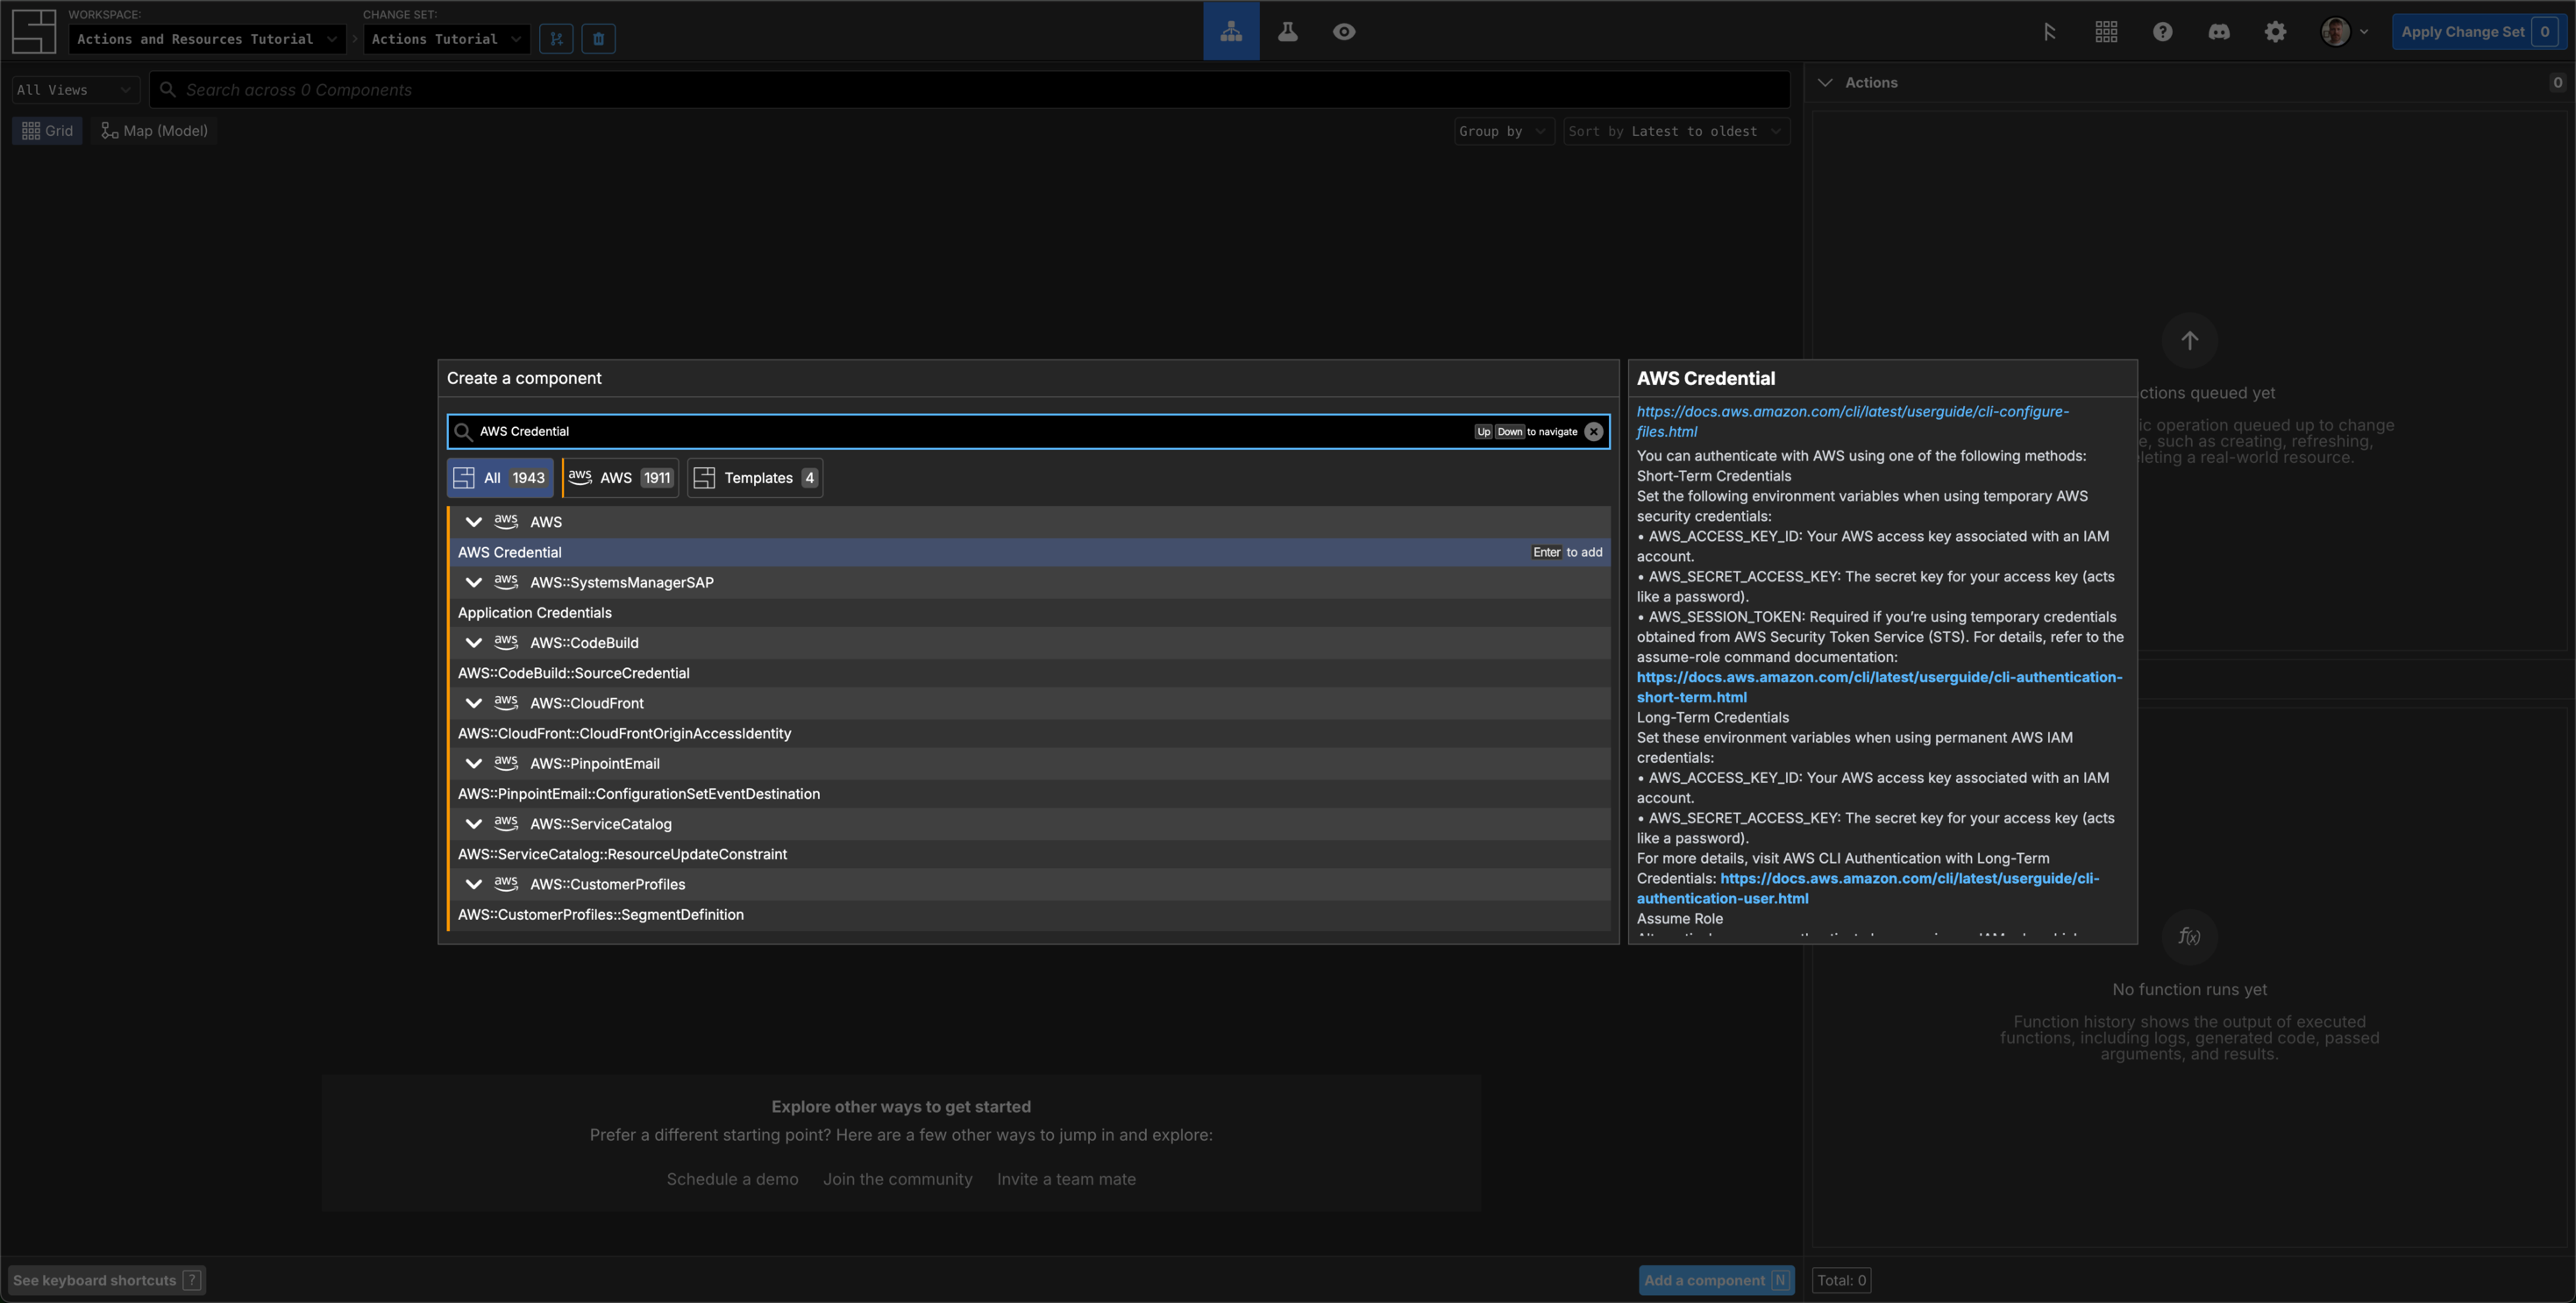 WORKSPACE:
Actions and Resources Tutorial
CHANGE SET:
Actions Tutorial
Apply Change Set 0
All Views
Search across 0 Components
Grid
Map (Model)
Group by
Sort by Latest to oldest
Actions
0
ctions queued yet
ic operation queued up to change
e, such as creating, refreshing,
leting a real-world resource.
Create a component
AWS Credential
Up Down to navigate
All 1943
aws AWS 1911
Templates 4
aws AWS
AWS Credential
Enter to add
aws AWS::SystemsManagerSAP
Application Credentials
aws AWS::CodeBuild
AWS::CodeBuild::SourceCredential
aws AWS::CloudFront
AWS::CloudFront::CloudFrontOriginAccessIdentity
aws AWS::PinpointEmail
AWS::PinpointEmail::ConfigurationSetEventDestination
aws AWS::ServiceCatalog
AWS::ServiceCatalog::ResourceUpdateConstraint
aws AWS::CustomerProfiles
AWS::CustomerProfiles::SegmentDefinition
AWS Credential
https://docs.aws.amazon.com/cli/latest/userguide/cli-configure-
files.html
You can authenticate with AWS using one of the following methods:
Short-Term Credentials
Set the following environment variables when using temporary AWS
security credentials:
• AWS_ACCESS_KEY_ID: Your AWS access key associated with an IAM
account.
• AWS_SECRET_ACCESS_KEY: The secret key for your access key (acts
like a password).
• AWS_SESSION_TOKEN: Required if you’re using temporary credentials
obtained from AWS Security Token Service (STS). For details, refer to the
assume-role command documentation:
https://docs.aws.amazon.com/cli/latest/userguide/cli-authentication-
short-term.html
Long-Term Credentials
Set these environment variables when using permanent AWS IAM
credentials:
• AWS_ACCESS_KEY_ID: Your AWS access key associated with an IAM
account.
• AWS_SECRET_ACCESS_KEY: The secret key for your access key (acts
like a password).
For more details, visit AWS CLI Authentication with Long-Term
Credentials: https://docs.aws.amazon.com/cli/latest/userguide/cli-
authentication-user.html
Assume Role
f(x)
No function runs yet
Function history shows the output of executed
functions, including logs, generated code, passed
arguments, and results.
Explore other ways to get started
Prefer a different starting point? Here are a few other ways to jump in and explore:
Schedule a demo
Join the community
Invite a team mate
See keyboard shortcuts ?
Add a component N
Total: 0